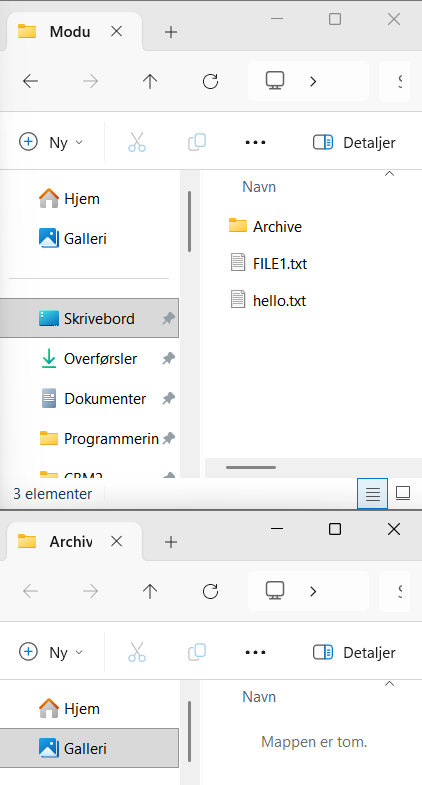 Modu
Ny
Detaljer
Hjem
Galleri
Skrivebord
Overførsler
Dokumenter
Programmerin
CBM2
Navn
Archive
FILE1.txt
hello.txt
3 elementer
Archiv
Ny
Detaljer
Hjem
Galleri
Navn
Mappen er tom.